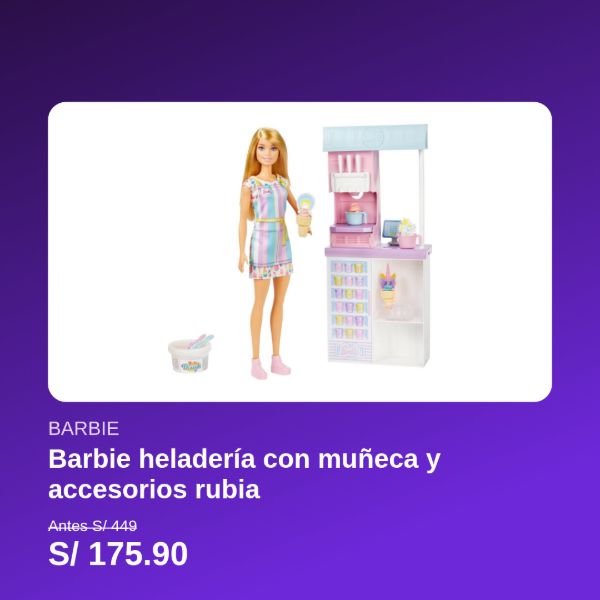 BARBIE
Barbie heladería con muñeca y
accesorios rubia
Antes S/ 449
S/ 175.90